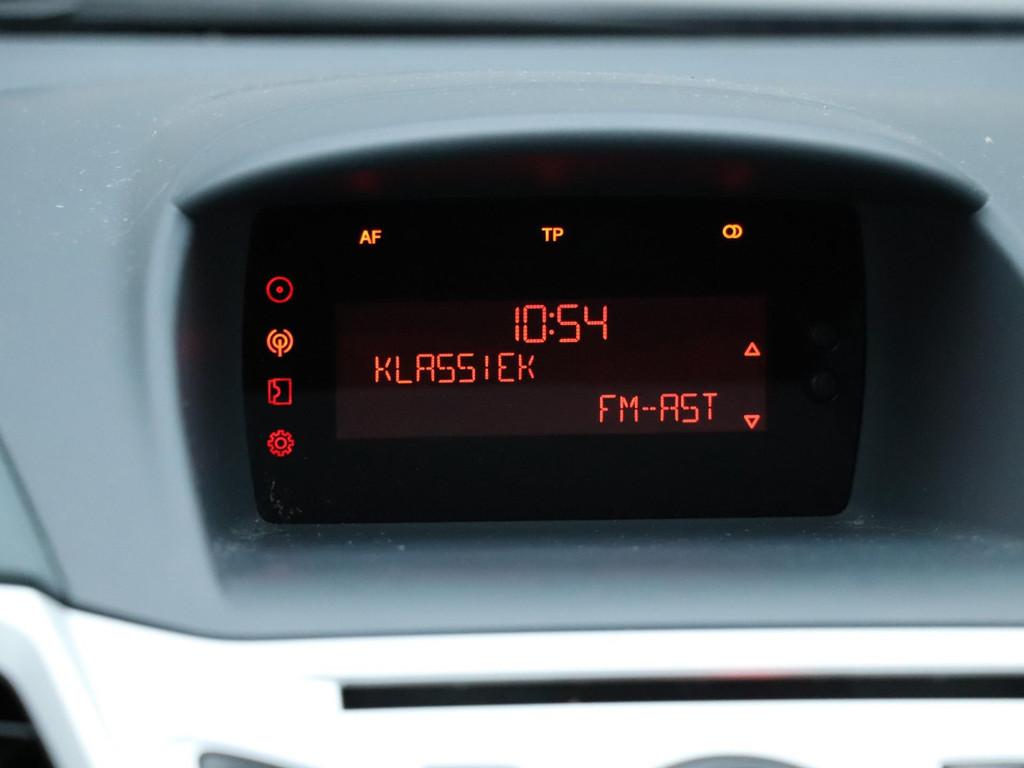 AF TP
10:54
KLASSIEK
FM-AST